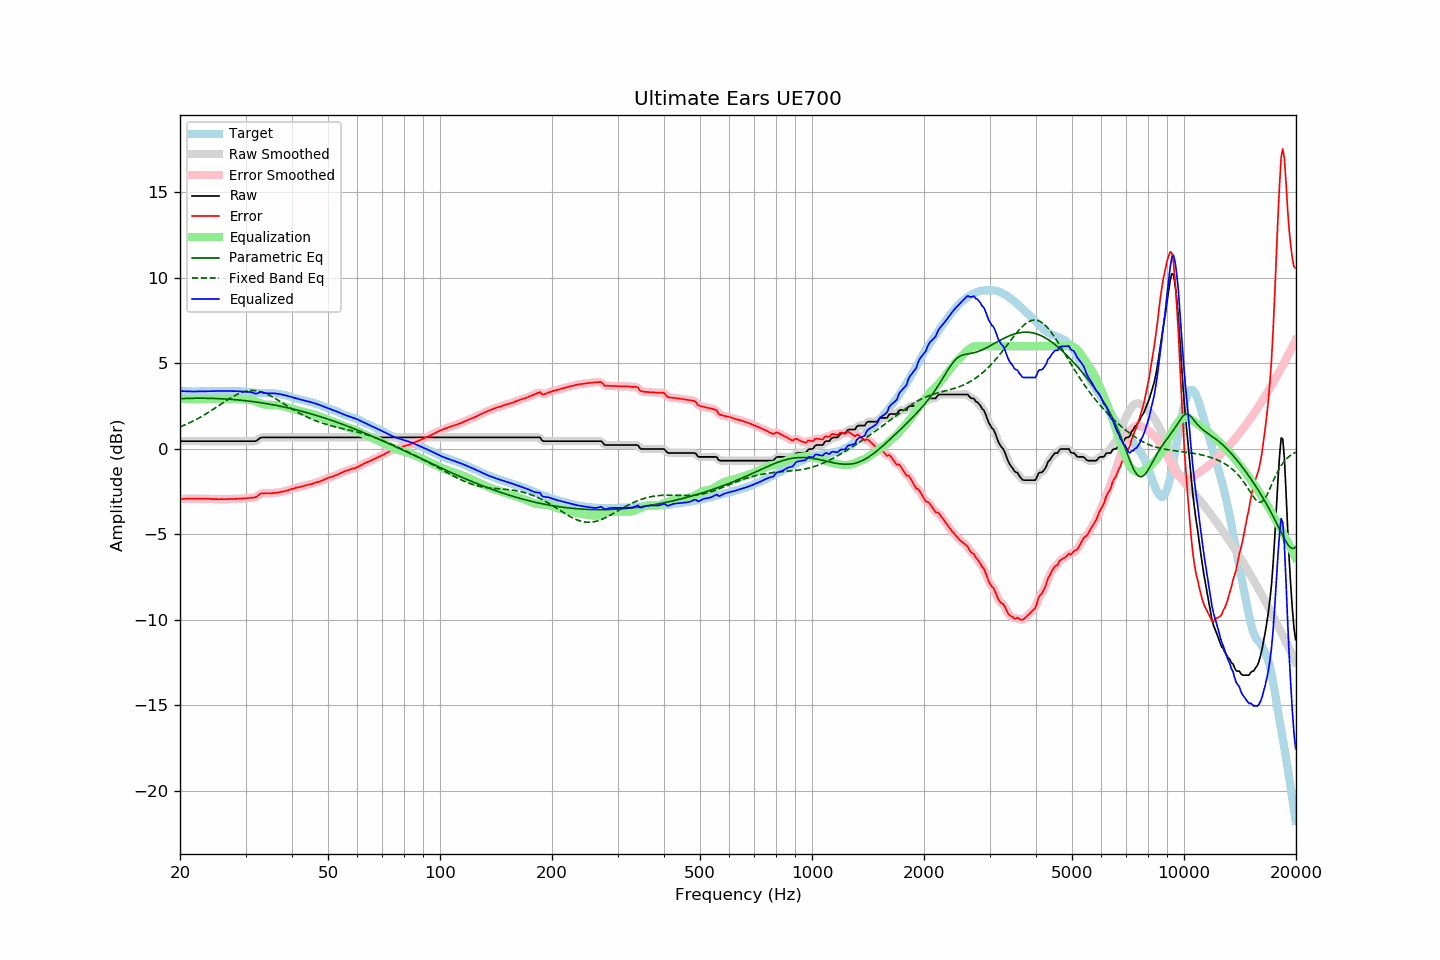 Ultimate Ears UE700
Target
Raw Smoothed
Error Smoothed
Raw
Error
Equalization
Parametric Eq
Fixed Band Eq
Equalized
Amplitude (dBr)
15
10
5
0
−5
−10
−15
−20
20
50
100
200
500
1000
2000
5000
10000
20000
Frequency (Hz)